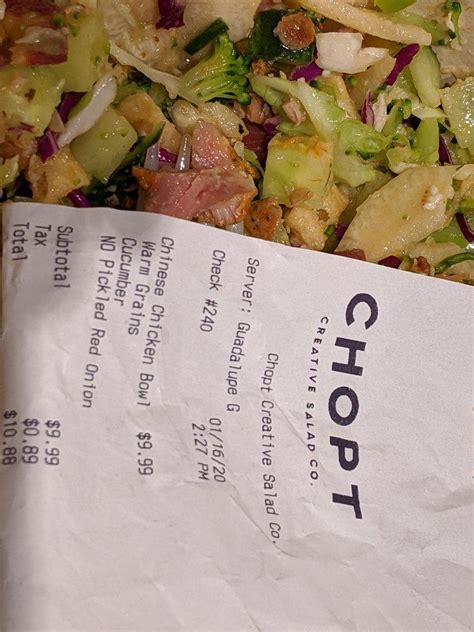 CHOPT
CREATIVE SALAD CO.
Chopt Creative Salad Co.
Server: Guadalupe G
Check #240
01/16/20
2:27 PM
Chinese Chicken Bowl $9.99
Warm Grains
Cucumber
NO Pickled Red Onion
Subtotal $9.99
Tax $0.89
Total $10.88